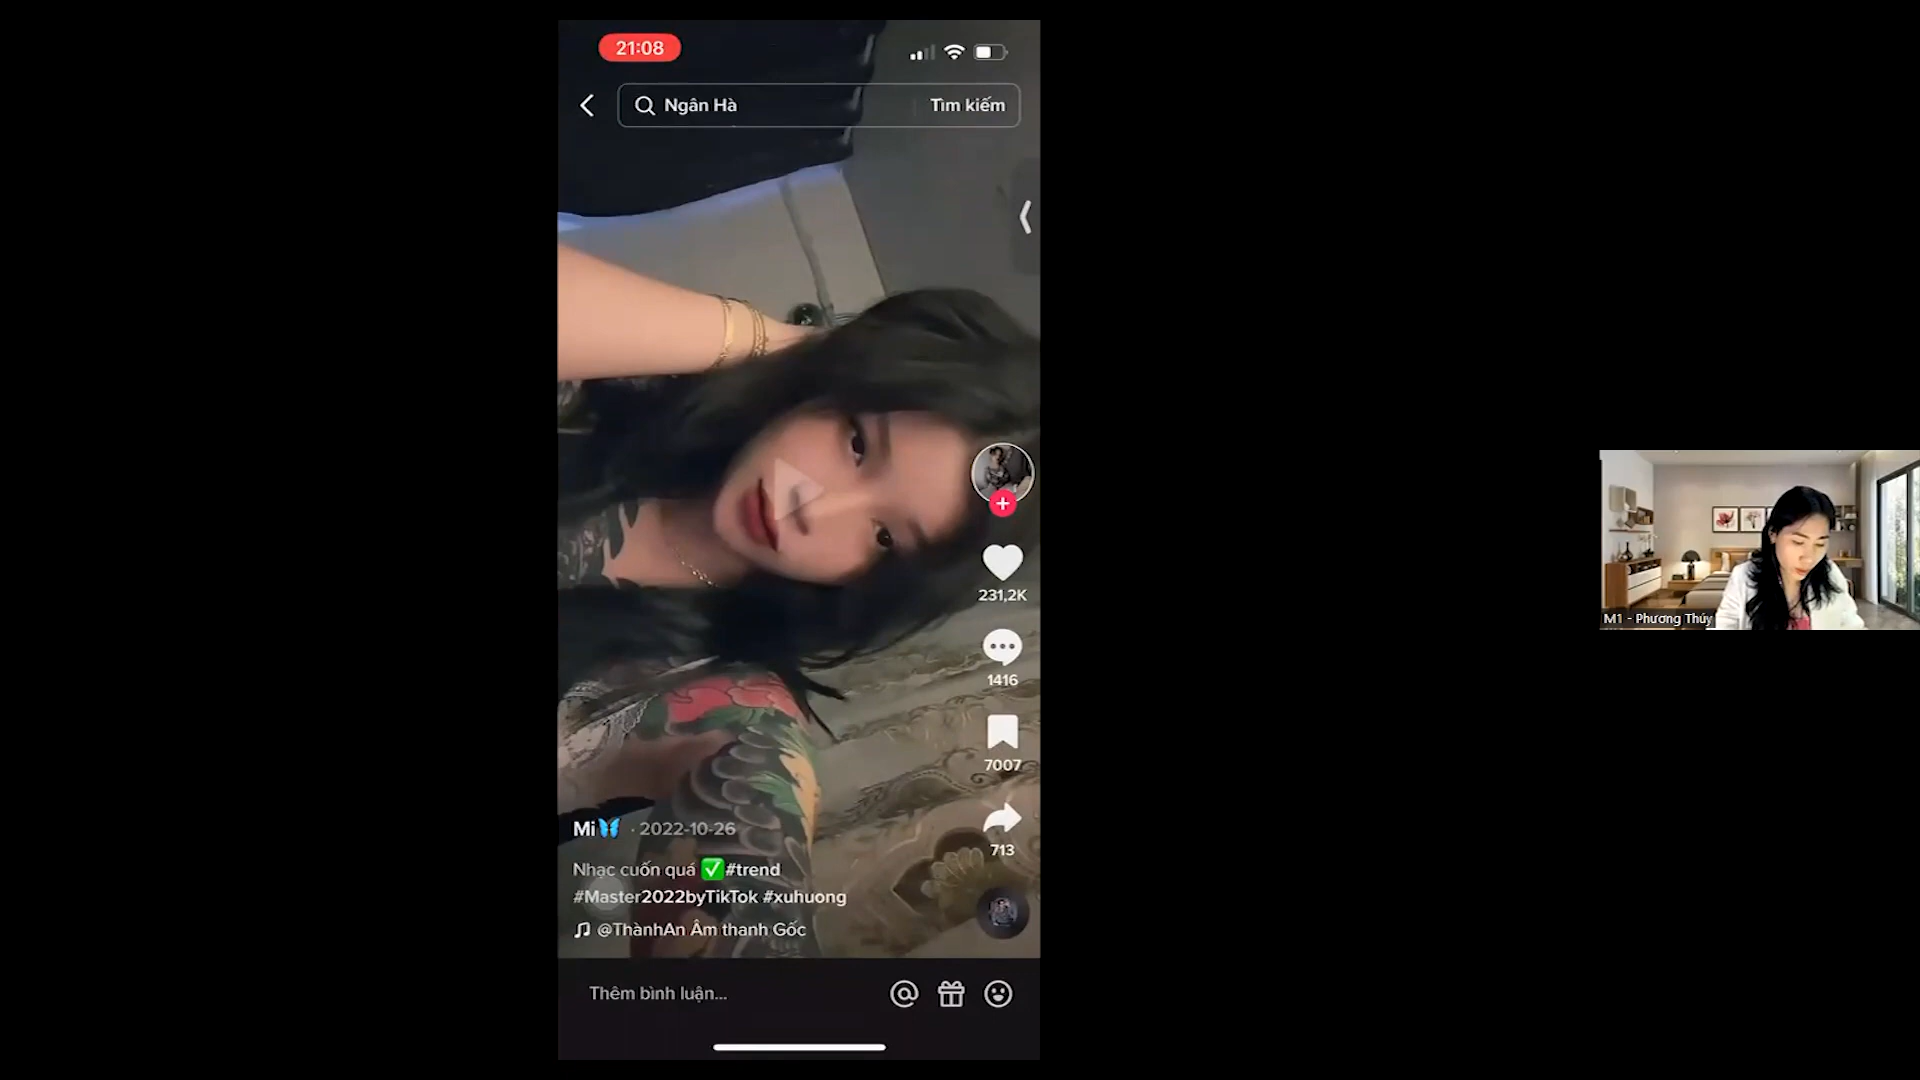 21:08
Ngân Hà
Tìm kiếm
231,2K
1416
7007
713
Mi🦋 · 2022-10-26
Nhạc cuốn quá ✅#trend
#Master2022byTikTok #xuhuong
@ThànhAn Âm thanh Gốc
Thêm bình luận...
M1 - Phương Thúy